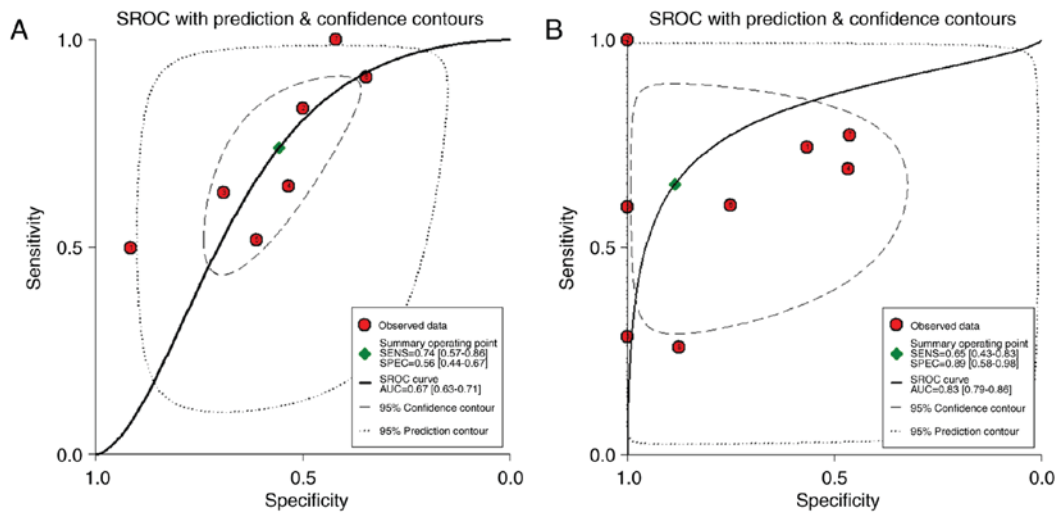 A
SROC with prediction & confidence contours
1.0
0.5
0.0
Sensitivity
1.0
0.5
0.0
Specificity
Observed data
Summary operating point
SENS=0.74 [0.57-0.86]
SPEC=0.56 [0.44-0.67]
SROC curve
AUC=0.67 [0.63-0.71]
95% Confidence contour
95% Prediction contour
B
SROC with prediction & confidence contours
1.0
0.5
0.0
Sensitivity
1.0
0.5
0.0
Specificity
Observed data
Summary operating point
SENS=0.65 [0.43-0.83]
SPEC=0.89 [0.58-0.98]
SROC curve
AUC=0.83 [0.79-0.86]
95% Confidence contour
95% Prediction contour